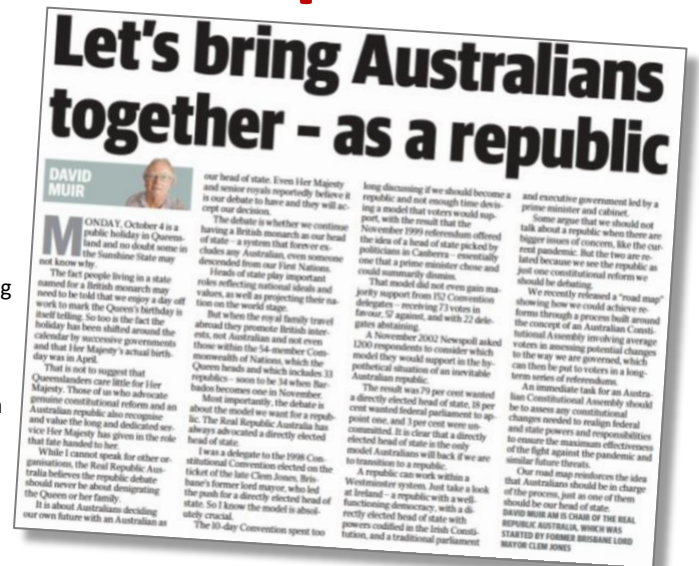 Let's bring Australians
together - as a republic
DAVID
MUIR
MONDAY, October 4 is a
public holiday in Queens-
land and no doubt some in
the Sunshine State may
not know why.
The fact people living in a state
named for a British monarch may
need to be told that we enjoy a day off
work to mark the Queen's birthday is
itself telling. So too is the fact the
holiday has been shifted around the
calendar by successive governments
and that Her Majesty's actual birth-
day was in April.
That is not to suggest that
Queenslanders care little for Her
Majesty. Those of us who advocate
genuine constitutional reform and an
Australian republic also recognise
and value the long and dedicated ser-
vice Her Majesty has given in the role
that fate handed to her.
While I cannot speak for other or-
ganisations, the Real Republic Aus-
tralia believes the republic debate
should never be about denigrating
the Queen or her family.
It is about Australians deciding
our own future with an Australian as
our head of state. Even Her Majesty
and senior royals reportedly believe it
is our debate to have and they will ac-
cept our decision.
The debate is whether we continue
having a British monarch as our head
of state – a system that forever ex-
cludes any Australian, even someone
descended from our First Nations.
Heads of state play important
roles reflecting national ideals and
values, as well as projecting their na-
tion on the world stage.
But when the royal family travel
abroad they promote British inter-
ests, not Australian and not even
those within the 54-member Com-
monwealth of Nations, which the
Queen heads and which includes 33
republics – soon to be 34 when Bar-
bados becomes one in November.
Most importantly, the debate is
about the model we want for a repub-
lic. The Real Republic Australia has
always advocated a directly elected
head of state.
I was a delegate to the 1998 Con-
stitutional Convention elected on the
ticket of the late Clem Jones, Bris-
bane's former lord mayor, who led
the push for a directly elected head of
state. So I know the model is absol-
utely crucial.
The 10-day Convention spent too
long discussing if we should become a
republic and not enough time devis-
ing a model that voters would sup-
port, with the result that the
November 1999 referendum offered
the idea of a head of state picked by
politicians in Canberra – essentially
one that a prime minister chose and
could summarily dismiss.
That model did not even gain ma-
jority support from 152 Convention
delegates – receiving 73 votes in
favour, 57 against, and with 22 dele-
gates abstaining.
A November 2002 Newspoll asked
1200 respondents to consider which
model they would support in the hy-
pothetical situation of an inevitable
Australian republic.
The result was 79 per cent wanted
a directly elected head of state, 18 per
cent wanted federal parliament to ap-
point one, and 3 per cent were un-
committed. It is clear that a directly
elected head of state is the only
model Australians will back if we are
to transition to a republic.
A republic can work within a
Westminster system. Just take a look
at Ireland – a republic with a well-
functioning democracy, with a di-
rectly elected head of state with
powers codified in the Irish Consti-
tution, and a traditional parliament
and executive government led by a
prime minister and cabinet.
Some argue that we should not
talk about a republic when there are
bigger issues of concern, like the cur-
rent pandemic. But the two are re-
lated because we see the republic as
just one constitutional reform we
should be debating.
We recently released a "road map"
showing how we could achieve re-
forms through a process built around
the concept of an Australian Consti-
tutional Assembly involving average
voters in assessing potential changes
to the way we are governed, which
can then be put to voters in a long-
term series of referendums.
An immediate task for an Austra-
lian Constitutional Assembly should
be to assess any constitutional
changes needed to realign federal
and state powers and responsibilities
to ensure the maximum effectiveness
of the fight against the pandemic and
similar future threats.
Our road map reinforces the idea
that Australians should be in charge
of the process, just as one of them
should be our head of state.
DAVID MUIR AM IS CHAIR OF THE REAL
REPUBLIC AUSTRALIA, WHICH WAS
STARTED BY FORMER BRISBANE LORD
MAYOR CLEM JONES